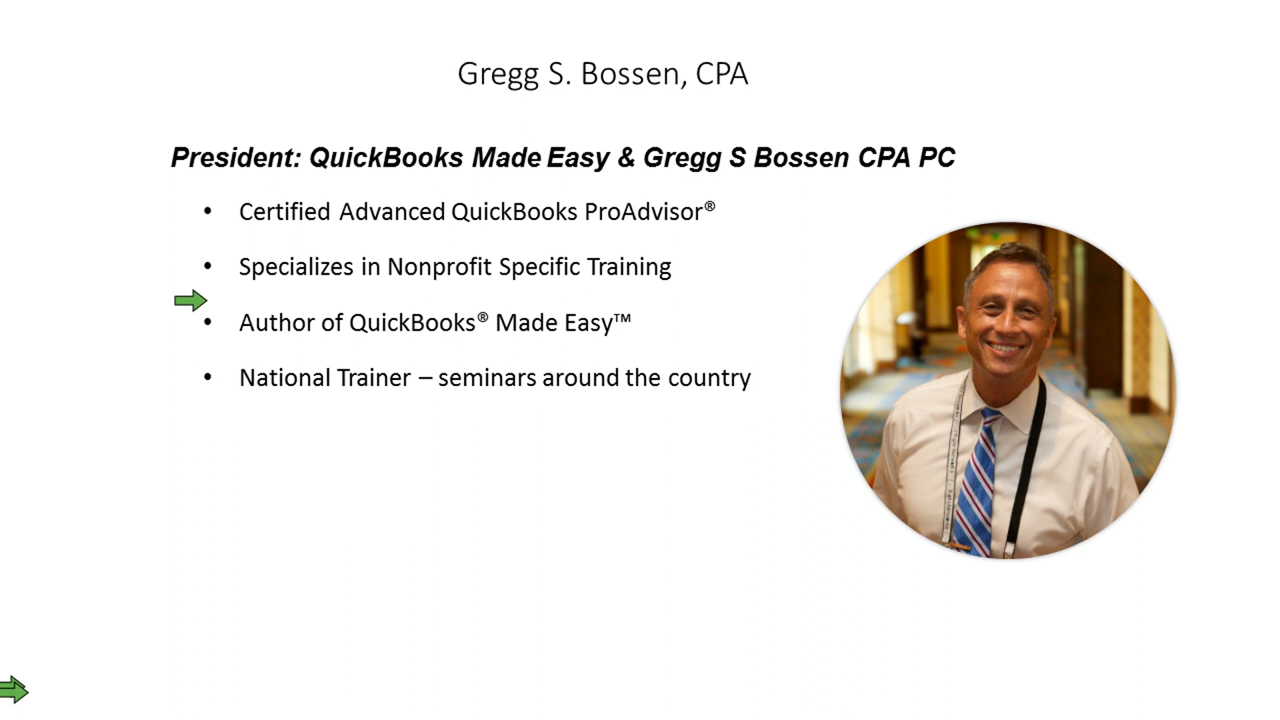 Gregg S. Bossen, CPA
President: QuickBooks Made Easy & Gregg S Bossen CPA PC
• Certified Advanced QuickBooks ProAdvisor®
• Specializes in Nonprofit Specific Training
• Author of QuickBooks® Made Easy™
• National Trainer – seminars around the country